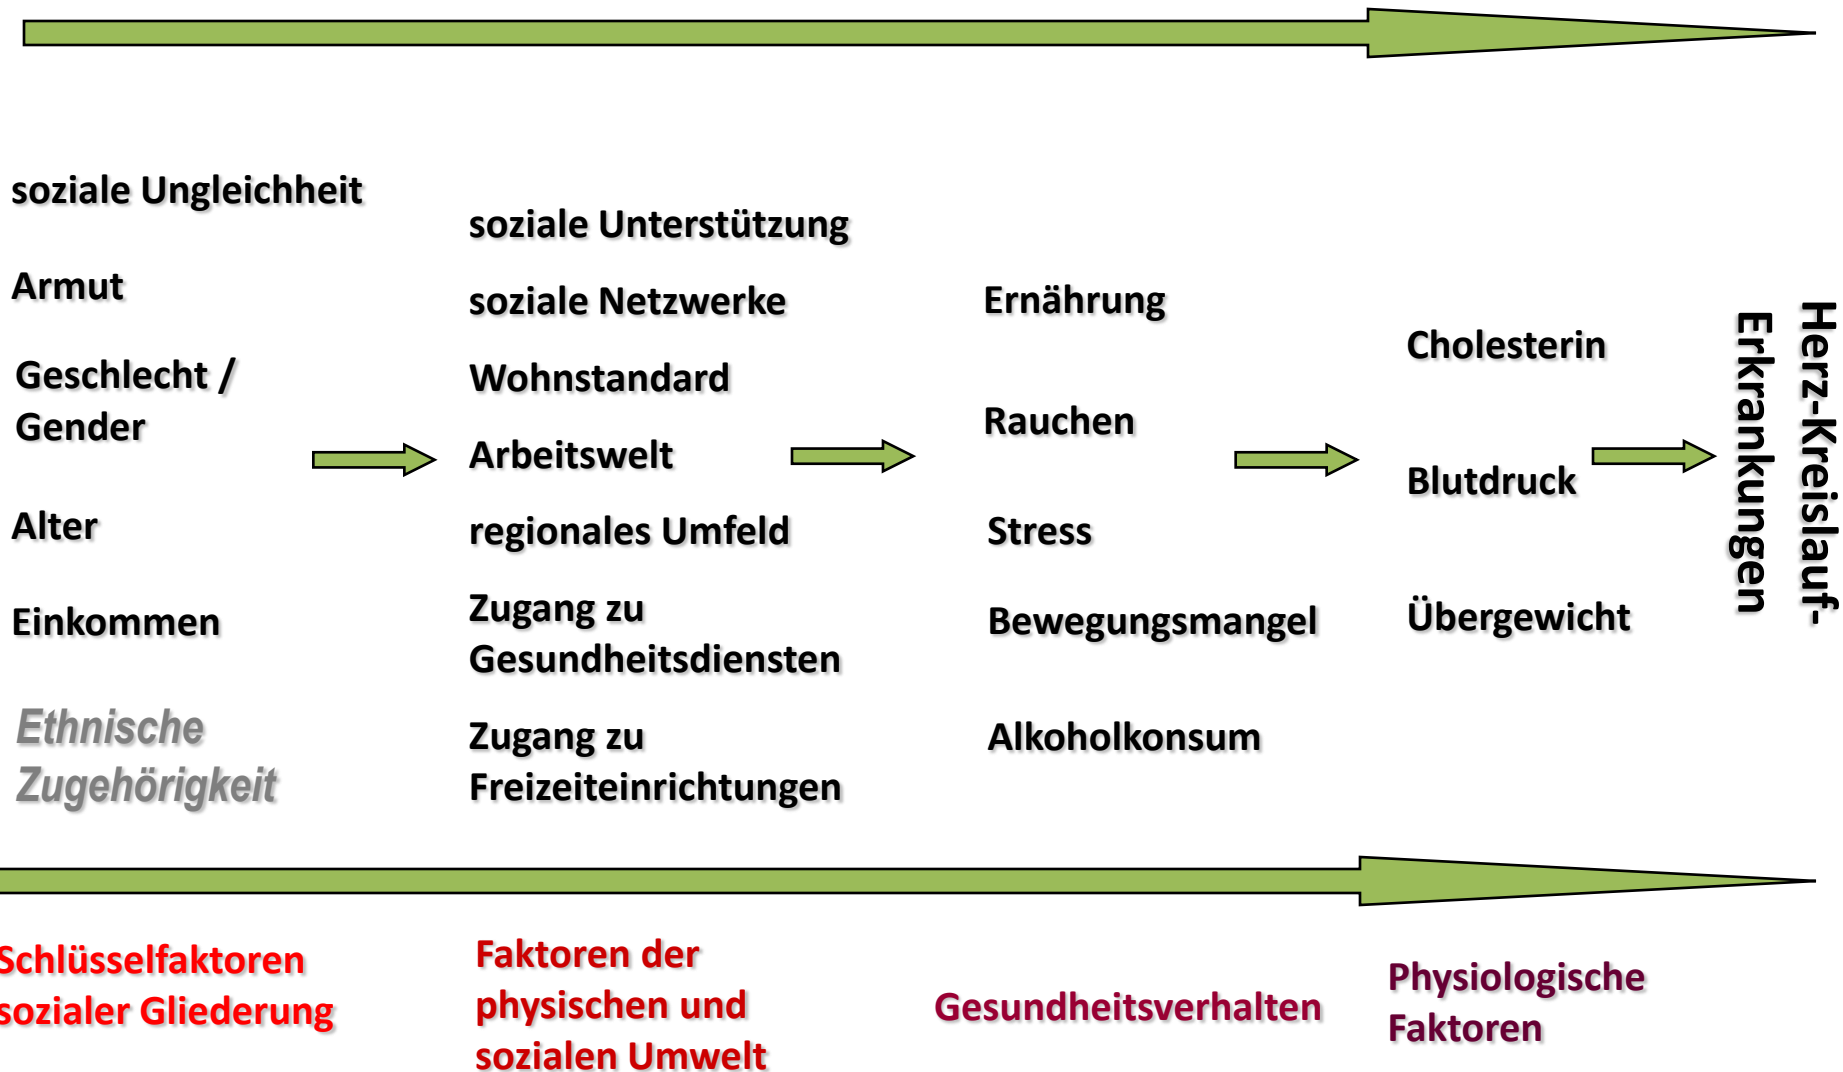 soziale Ungleichheit
Armut
Geschlecht /
Gender
Alter
Einkommen
Ethnische
Zugehörigkeit
soziale Unterstützung
soziale Netzwerke
Wohnstandard
Arbeitswelt
regionales Umfeld
Zugang zu
Gesundheitsdiensten
Zugang zu
Freizeiteinrichtungen
Ernährung
Rauchen
Stress
Bewegungsmangel
Alkoholkonsum
Cholesterin
Blutdruck
Übergewicht
Herz-Kreislauf-
Erkrankungen
Schlüsselfaktoren
sozialer Gliederung
Faktoren der
physischen und
sozialen Umwelt
Gesundheitsverhalten
Physiologische
Faktoren